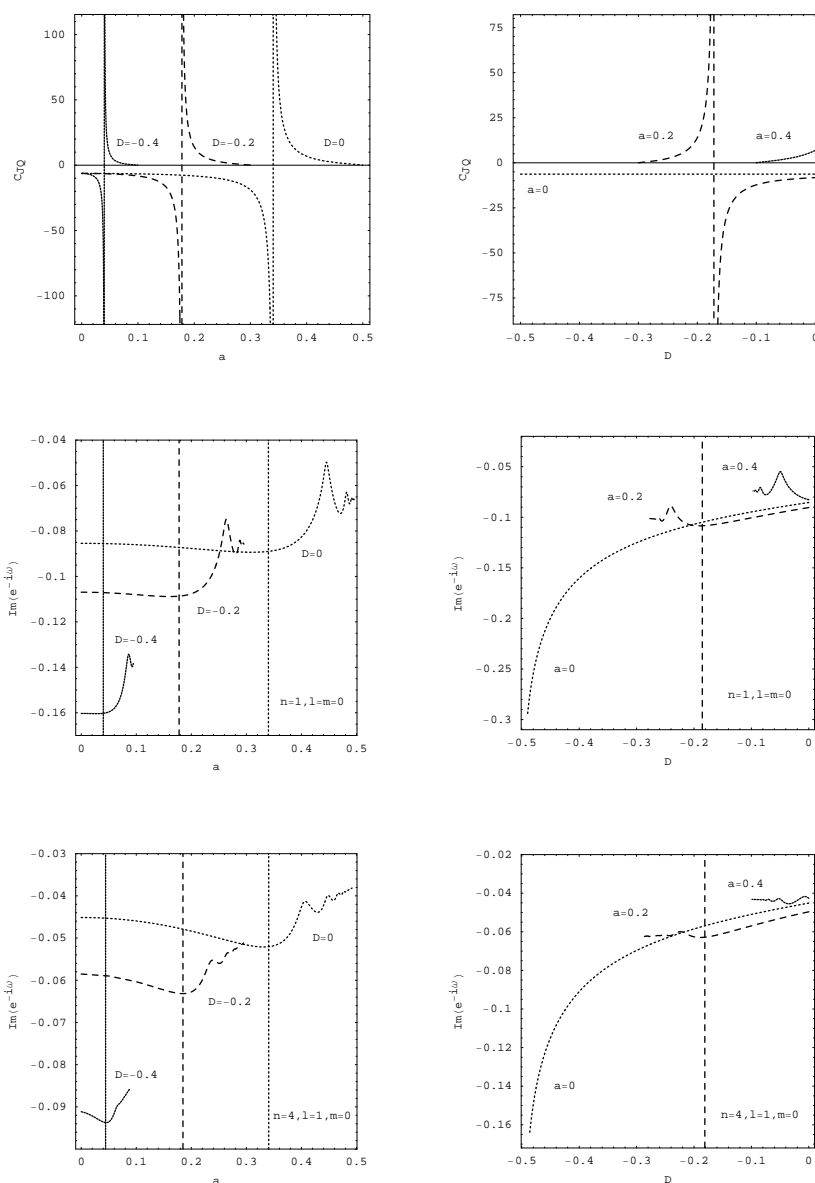 100
50
0
−50
−100
C_JQ
D=−0.4
D=−0.2
D=0
0 0.1 0.2 0.3 0.4 0.5
a
75
50
25
0
−25
−50
−75
C_JQ
a=0.2
a=0.4
a=0
−0.5 −0.4 −0.3 −0.2 −0.1 0
D
−0.04
−0.06
−0.08
−0.1
−0.12
−0.14
−0.16
Im(e^−iω)
D=0
D=−0.2
D=−0.4
n=1,l=m=0
0 0.1 0.2 0.3 0.4 0.5
a
−0.05
−0.1
−0.15
−0.2
−0.25
−0.3
Im(e^−iω)
a=0.4
a=0.2
a=0
n=1,l=m=0
−0.5 −0.4 −0.3 −0.2 −0.1 0
D
−0.03
−0.04
−0.05
−0.06
−0.07
−0.08
−0.09
Im(e^−iω)
D=0
D=−0.2
D=−0.4
n=4,l=1,m=0
0 0.1 0.2 0.3 0.4 0.5
a
−0.02
−0.04
−0.06
−0.08
−0.1
−0.12
−0.14
−0.16
Im(e^−iω)
a=0.4
a=0.2
a=0
n=4,l=1,m=0
−0.5 −0.4 −0.3 −0.2 −0.1 0
D